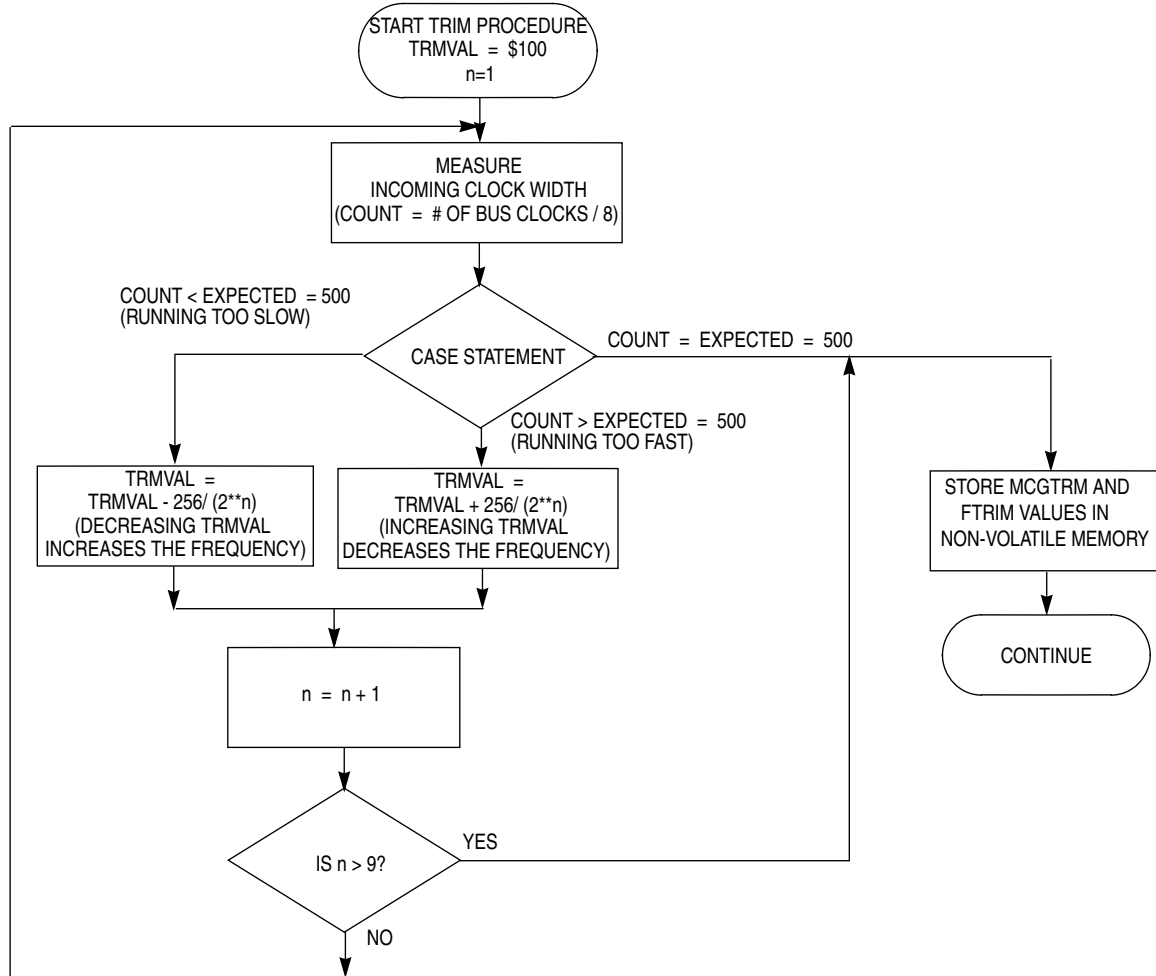 START TRIM PROCEDURE
TRMVAL = $100
n=1
MEASURE
INCOMING CLOCK WIDTH
(COUNT = # OF BUS CLOCKS / 8)
COUNT < EXPECTED = 500
(RUNNING TOO SLOW)
CASE STATEMENT
COUNT = EXPECTED = 500
COUNT > EXPECTED = 500
(RUNNING TOO FAST)
TRMVAL =
TRMVAL - 256/ (2**n)
(DECREASING TRMVAL
INCREASES THE FREQUENCY)
TRMVAL =
TRMVAL + 256/ (2**n)
(INCREASING TRMVAL
DECREASES THE FREQUENCY)
STORE MCGTRM AND
FTRIM VALUES IN
NON-VOLATILE MEMORY
CONTINUE
n = n + 1
IS n > 9?
YES
NO